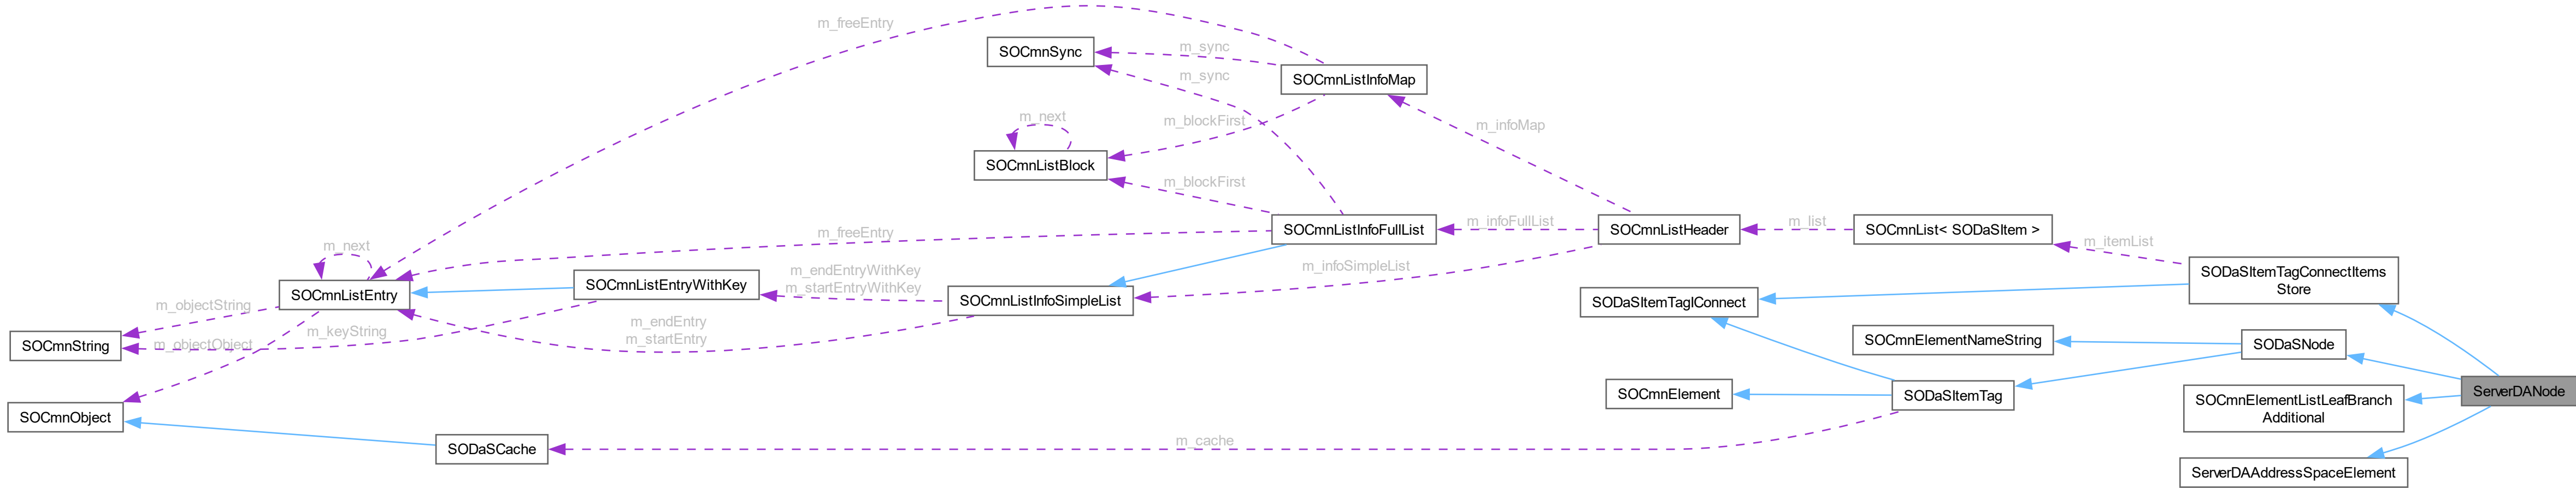 m_freeEntry
SOCmnSync
m_sync
SOCmnListInfoMap
m_sync
m_next
m_blockFirst
m_infoMap
SOCmnListBlock
m_blockFirst
SOCmnListInfoFullList
m_infoFullList
SOCmnListHeader
m_list
SOCmnList< SODaSItem >
m_freeEntry
m_next
m_itemList
m_endEntryWithKey
m_startEntryWithKey
m_infoSimpleList
SODaSItemTagConnectItems
Store
SOCmnListEntry
SOCmnListEntryWithKey
SOCmnListInfoSimpleList
SODaSItemTagIConnect
m_objectString
m_endEntry
m_startEntry
m_keyString
SOCmnString
m_objectObject
SOCmnElementNameString
SODaSNode
SOCmnElement
SODaSItemTag
ServerDANode
SOCmnObject
SOCmnElementListLeafBranch
Additional
SODaSCache
m_cache
ServerDAAddressSpaceElement